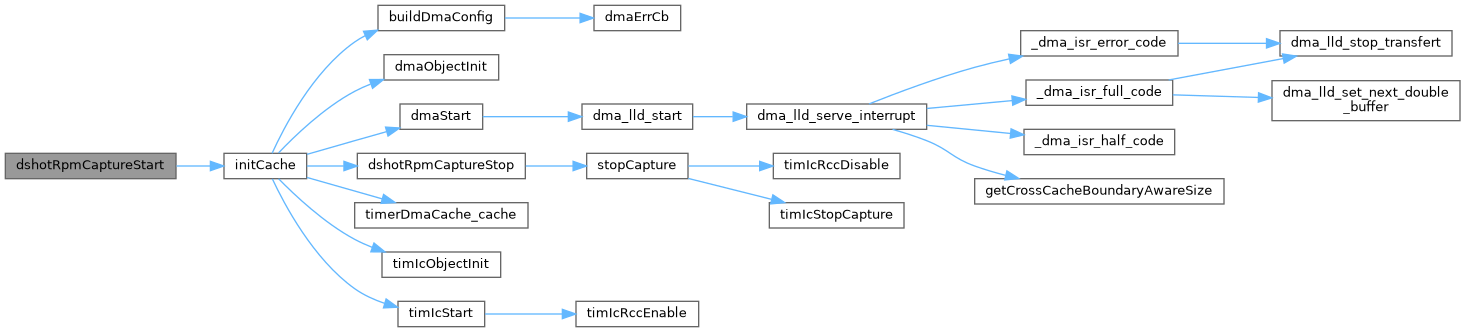 dshotRpmCaptureStart
initCache
buildDmaConfig
dmaErrCb
dmaObjectInit
dmaStart
dma_lld_start
dma_lld_serve_interrupt
_dma_isr_error_code
dma_lld_stop_transfert
_dma_isr_full_code
dma_lld_set_next_double
_buffer
_dma_isr_half_code
getCrossCacheBoundaryAwareSize
dshotRpmCaptureStop
stopCapture
timIcRccDisable
timIcStopCapture
timerDmaCache_cache
timIcObjectInit
timIcStart
timIcRccEnable